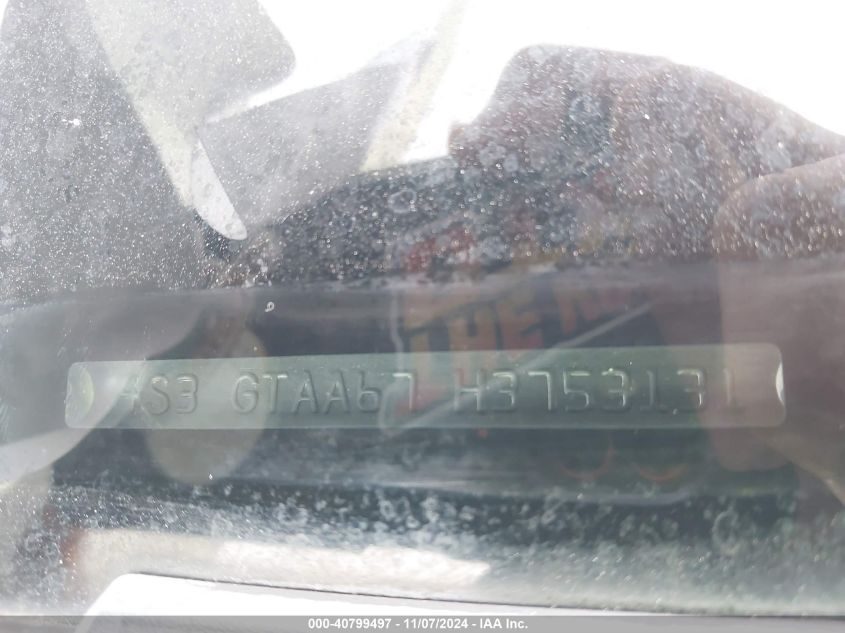 THE
4S3 GTAA67 H3753131
000-40799497 - 11/07/2024 - © IAA Inc.